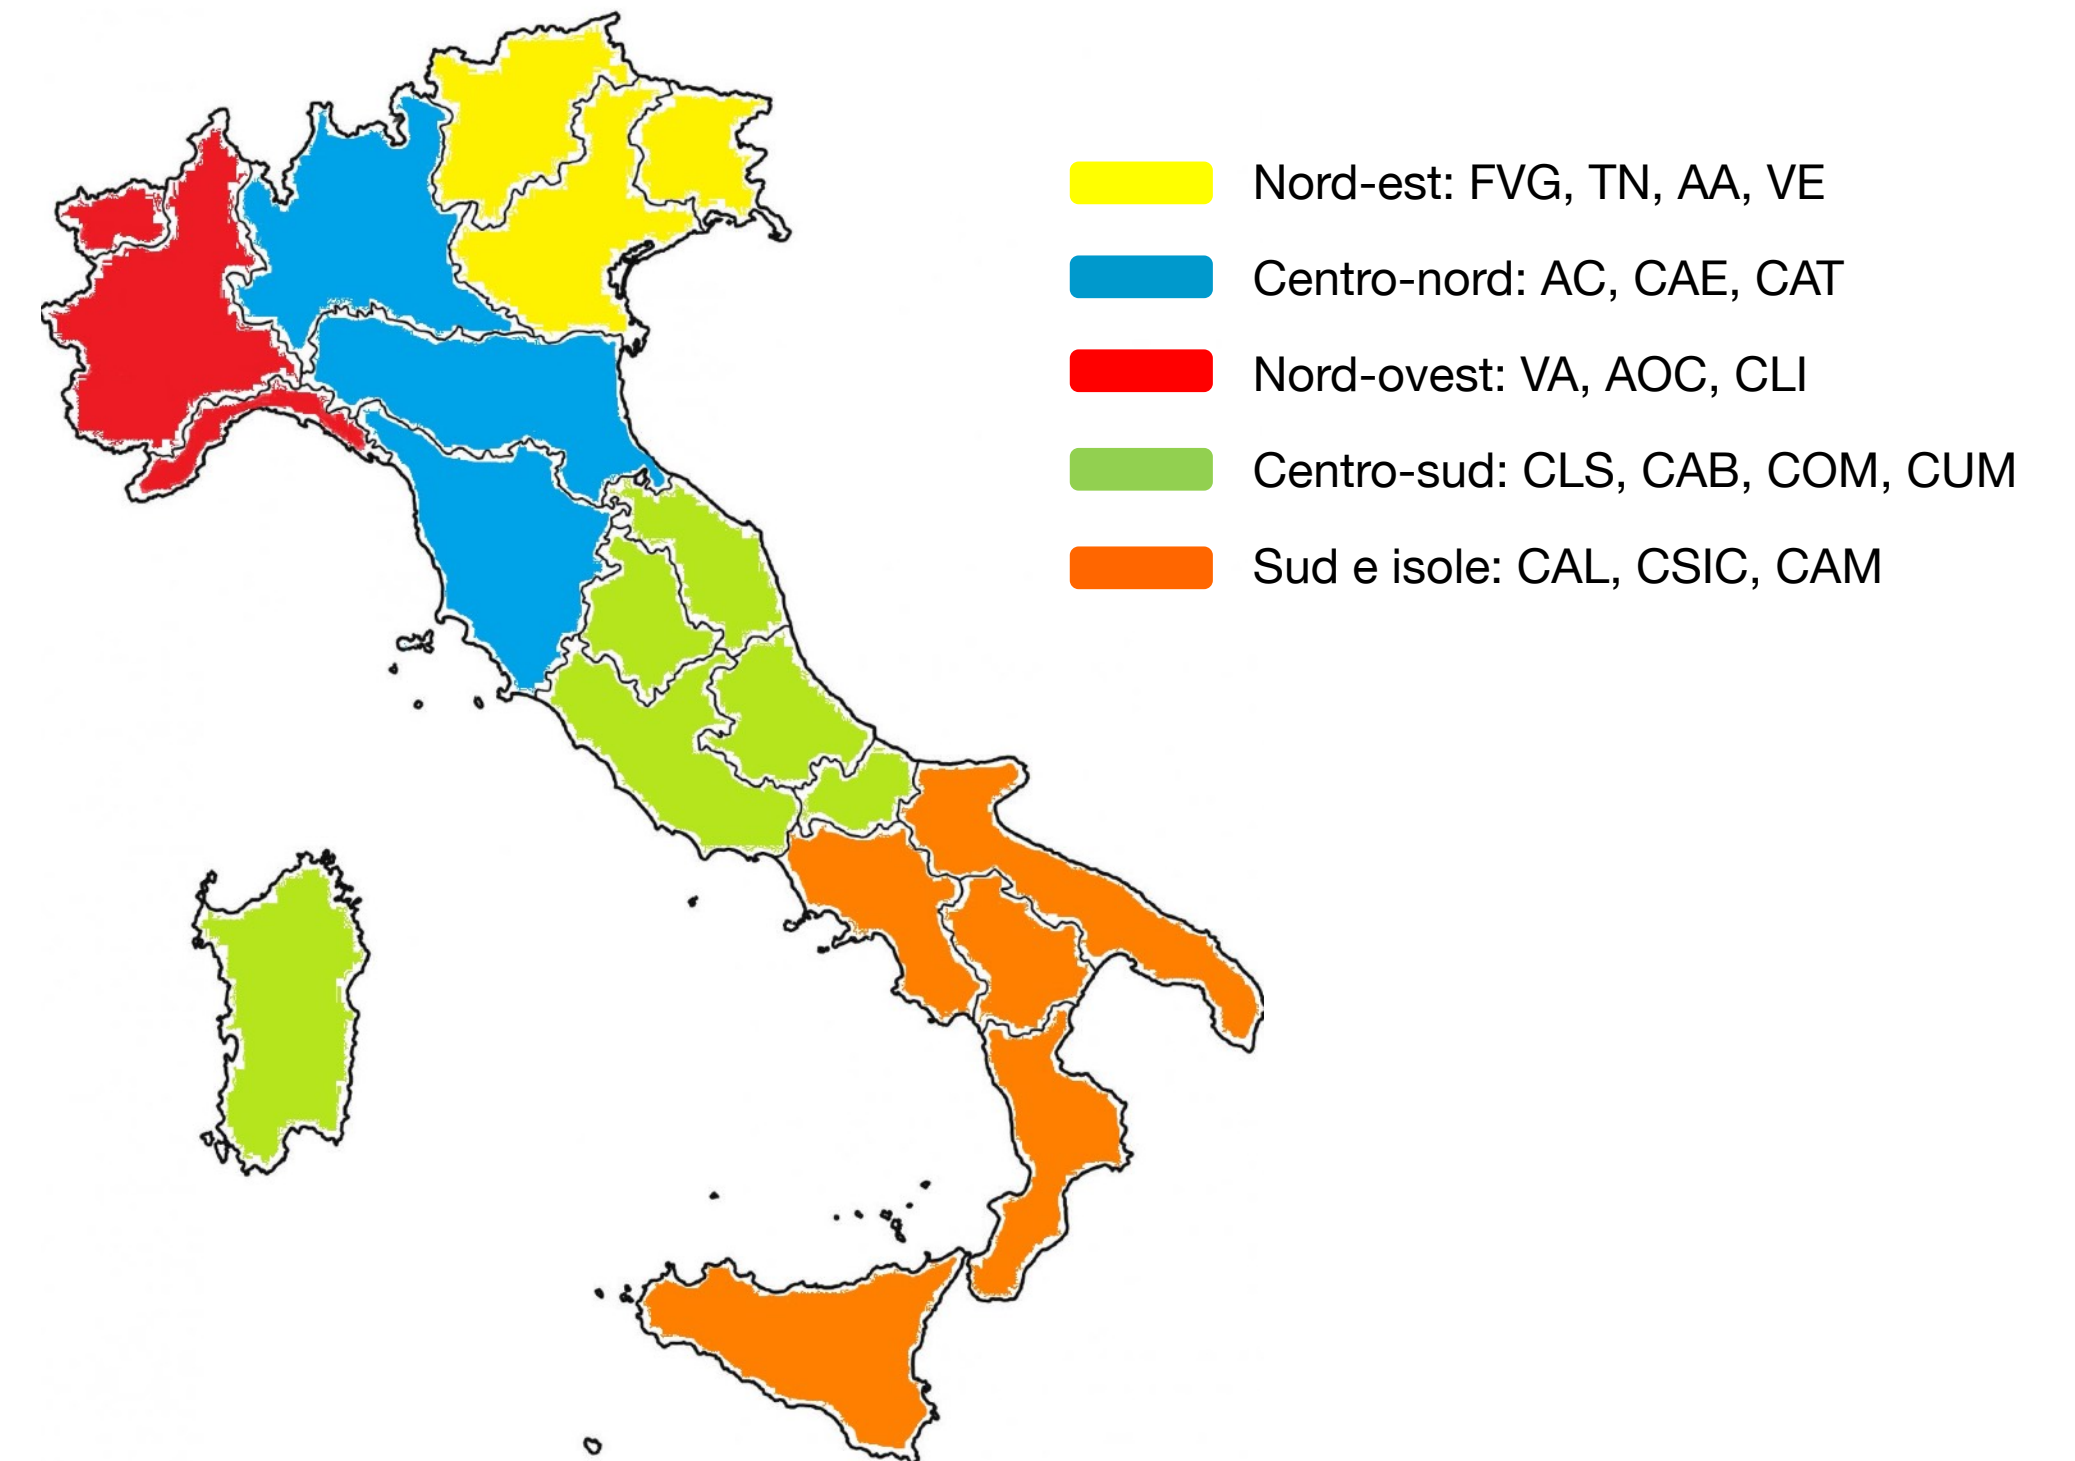 Nord-est: FVG, TN, AA, VE
Centro-nord: AC, CAE, CAT
Nord-ovest: VA, AOC, CLI
Centro-sud: CLS, CAB, COM, CUM
Sud e isole: CAL, CSIC, CAM